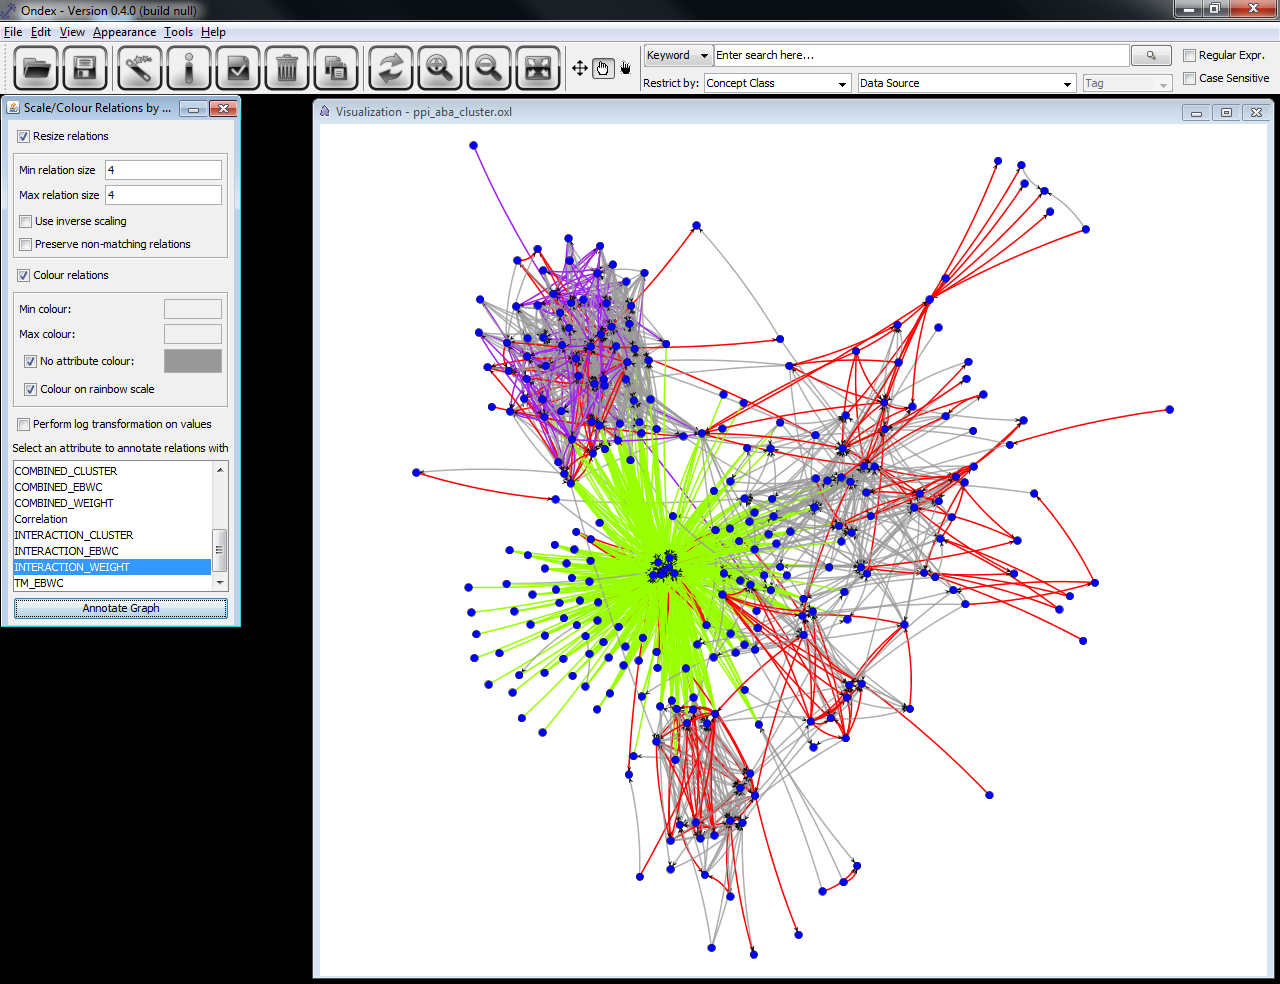 Ondex - Version 0.4.0 (build null)
File Edit View Appearance Tools Help
Keyword Enter search here... Regular Expr.
Restrict by: Concept Class Data Source Tag Case Sensitive
Scale/Colour Relations by ...
Resize relations
Min relation size 4
Max relation size 4
Use inverse scaling
Preserve non-matching relations
Colour relations
Min colour:
Max colour:
No attribute colour:
Colour on rainbow scale
Perform log transformation on values
Select an attribute to annotate relations with
COMBINED_CLUSTER
COMBINED_EBWC
COMBINED_WEIGHT
Correlation
INTERACTION_CLUSTER
INTERACTION_EBWC
INTERACTION_WEIGHT
TM_EBWC
Annotate Graph
Visualization - ppi_aba_cluster.oxl